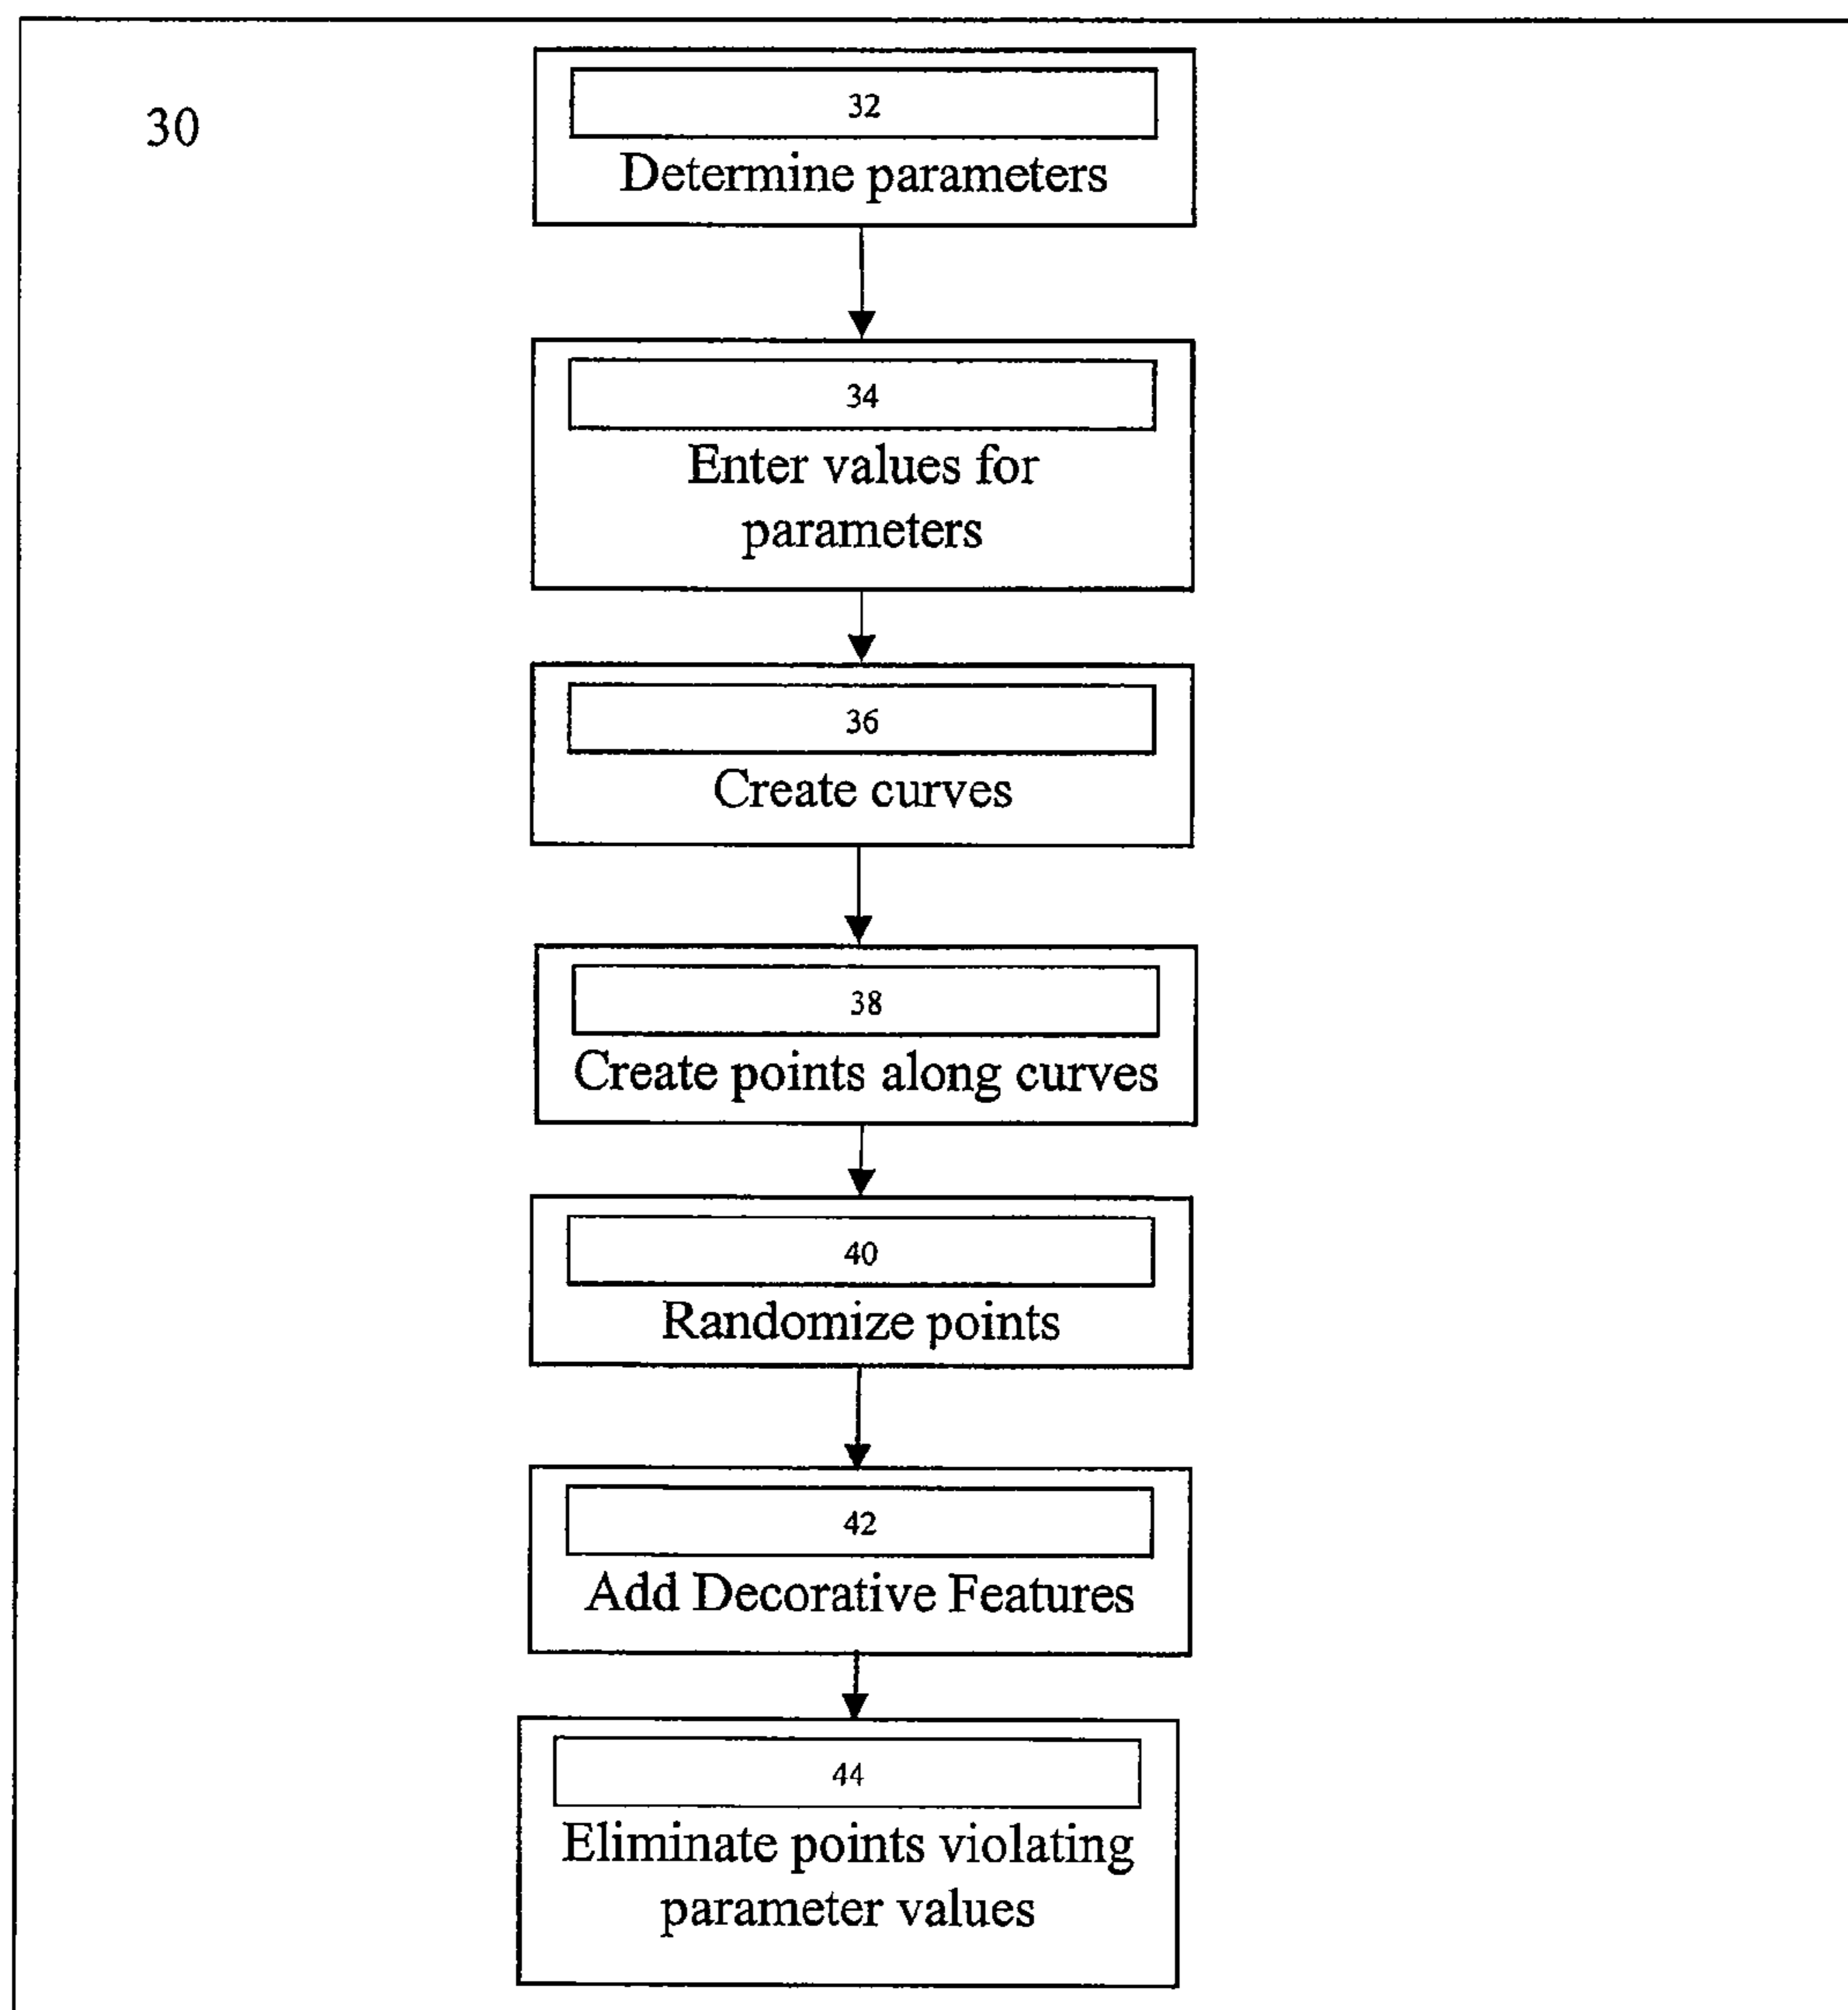 30
32
Determine parameters
34
Enter values for
parameters
36
Create curves
38
Create points along curves
40
Randomize points
42
Add Decorative Features
44
Eliminate points violating
parameter values